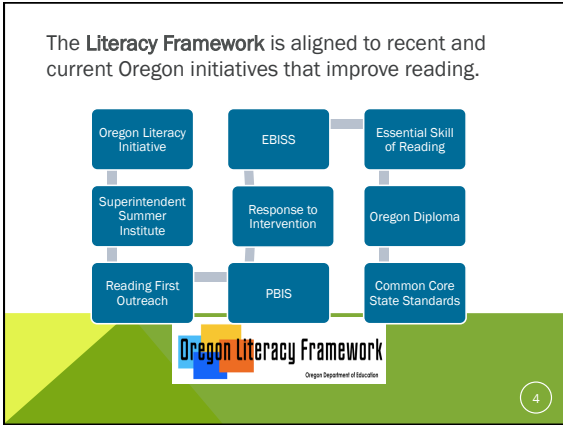 The Literacy Framework is aligned to recent and
current Oregon initiatives that improve reading.
Oregon Literacy
Initiative
Superintendent
Summer
Institute
Reading First
Outreach
PBIS
Response to
Intervention
EBISS
Essential Skill
of Reading
Oregon Diploma
Common Core
State Standards
Oregon Literacy Framework
Oregon Department of Education
4